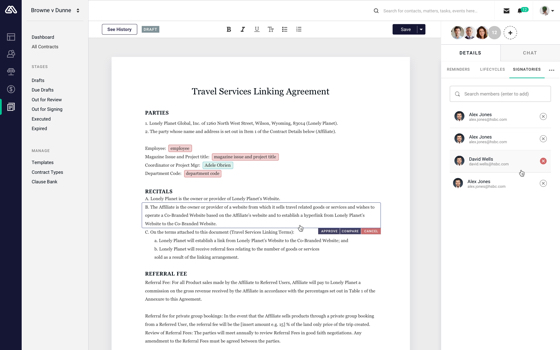 Browne v Dunne
Search for contacts, matters, tasks, events here...
Dashboard
All Contracts
STAGES
Drafts
Due Drafts
Out for Review
Out for Signing
Executed
Expired
MANAGE
Templates
Contract Types
Clause Bank
See History
DRAFT
B I U
Save
Travel Services Linking Agreement
PARTIES
1. Lonely Planet Global, Inc. of 1260 North West Street, Wilson, Wyoming, 83014 (Lonely Planet).
2. The party whose name and address is set out in Item 1 of the Contract Details below (Affiliate).
Employee: employee
Magazine Issue and Project title: magazine issue and project title
Coordinator or Project Mgr: Adele Obrien
Department Code: department code
RECITALS
A. Lonely Planet is the owner or provider of Lonely Planet's Website.
B. The Affiliate is the owner or provider of a website from which it sells travel related goods or services and wishes to
operate a Co-Branded Website based on the Affiliate's website and to establish a hyperlink from Lonely Planet's
Website to the Co-Branded Website.
C. On the terms attached to this document (Travel Services Linking Terms):
APPROVE COMPARE CANCEL
a. Lonely Planet will establish a link from Lonely Planet's Website to the Co-Branded Website; and
b. Lonely Planet will receive referral fees relating to the number of goods or services
sold as a result of the linking arrangement.
REFERRAL FEE
Referral Fee: For all Product sales made by the Affiliate to Referred Users, Affiliate will pay to Lonely Planet a
commission on the gross revenue received by the Affiliate in accordance with the percentages set out in Table 1 of the
Annexure to this Agreement.
Referral fee for private group bookings: In the event that the Affiliate sells products through a private group booking
from a Referred User, the referral fee will be the [insert amount e.g. 15] % of the land only price of the trip created.
Review of Referral Fees: The parties will meet annually to review Referral Fees in good faith negotiations. Any
amendment to the Referral Fees must be agreed between the parties.
DETAILS
CHAT
REMINDERS
LIFECYCLES
SIGNATORIES
Search members (enter to add)
Alex Jones
alex.jones@hsbc.com
Alex Jones
alex.jones@hsbc.com
David Wells
david.wells@hsbc.com
Alex Jones
alex.jones@hsbc.com